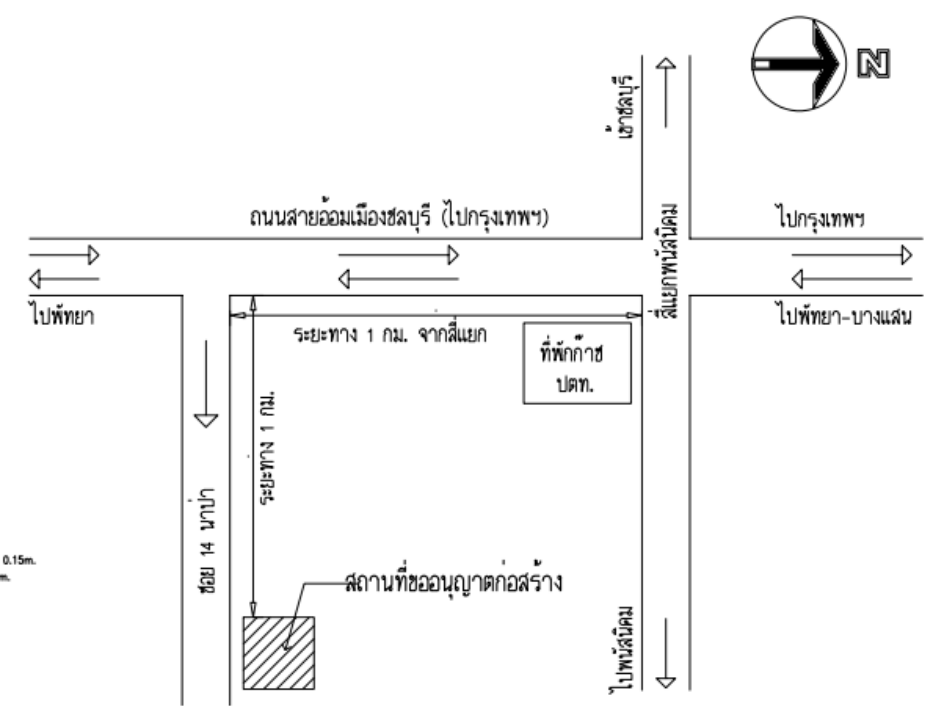 N
เข้าชลบุรี
ถนนสายอ้อมเมืองชลบุรี (ไปกรุงเทพฯ)
ไปกรุงเทพฯ
สี่แยกพนัสนิคม
ไปพัทยา
ไปพัทยา-บางแสน
ระยะทาง 1 กม. จากสี่แยก
ที่พักก๊าซ
ปตท.
ระยะทาง 1 กม.
ซอย 14 นาป่า
0.15m.
m.
สถานที่ขออนุญาตก่อสร้าง
ไปพนัสนิคม